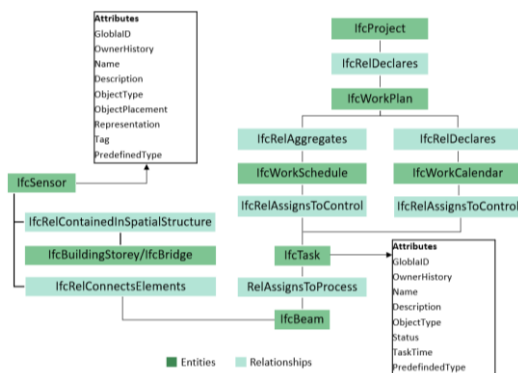 Attributes
GloblaID
OwnerHistory
Name
Description
ObjectType
ObjectPlacement
Representation
Tag
PredefinedType
IfcProject
IfcRelDeclares
IfcWorkPlan
IfcRelAggregates
IfcRelDeclares
IfcSensor
IfcWorkSchedule
IfcWorkCalendar
IfcRelAssignsToControl
IfcRelAssignsToControl
IfcRelContainedInSpatialStructure
IfcBuildingStorey/IfcBridge
IfcTask
IfcRelConnectsElements
RelAssignsToProcess
IfcBeam
Attributes
GloblaID
OwnerHistory
Name
Description
ObjectType
Status
TaskTime
PredefindedType
Entities
Relationships